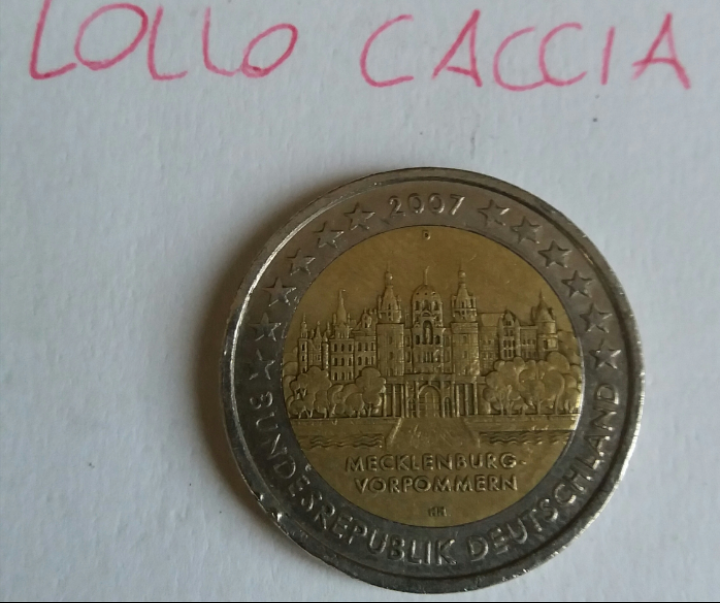 LOLLO CACCIA
2007
MECKLENBURG-
VORPOMMERN
BUNDESREPUBLIK DEUTSCHLAND